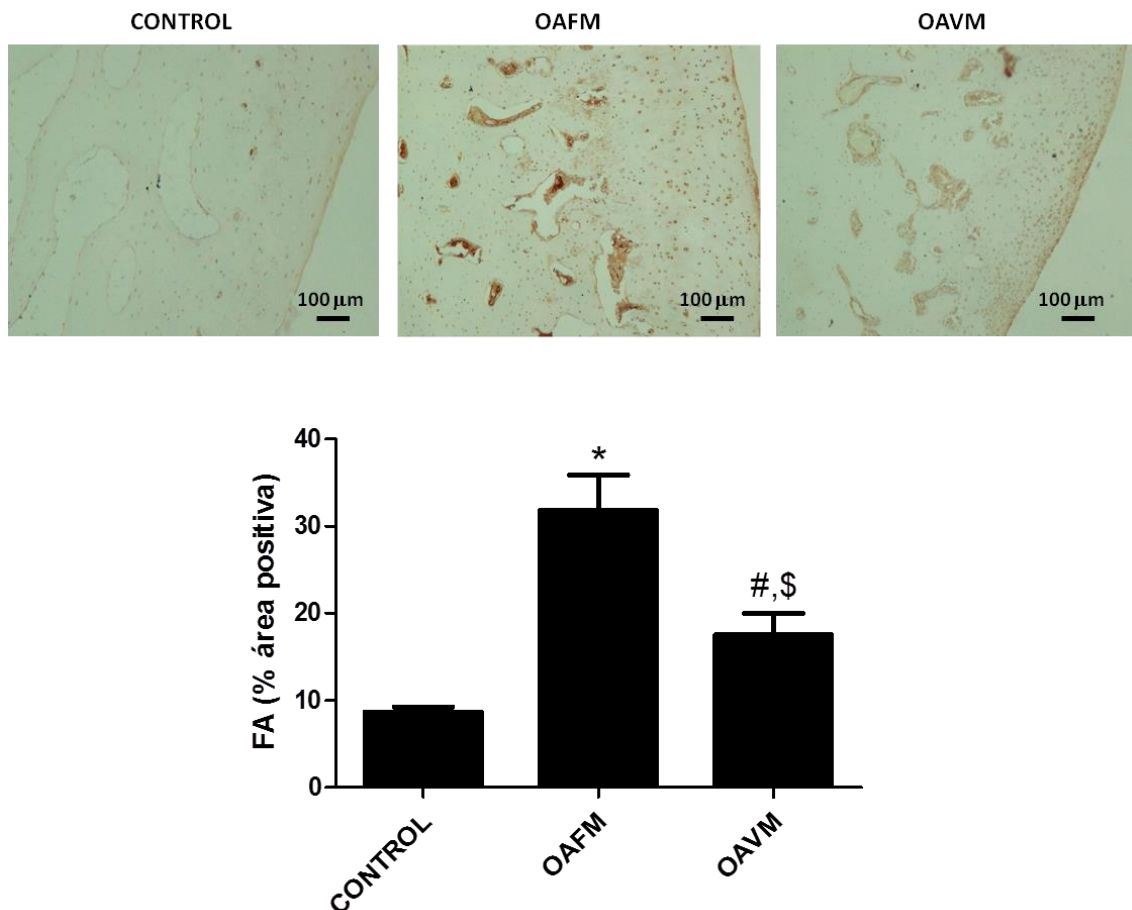 CONTROL
OAFM
OAVM
100 µm
100 µm
100 µm
FA (% área positiva)
40
30
20
10
0
*
#,$
CONTROL
OAFM
OAVM